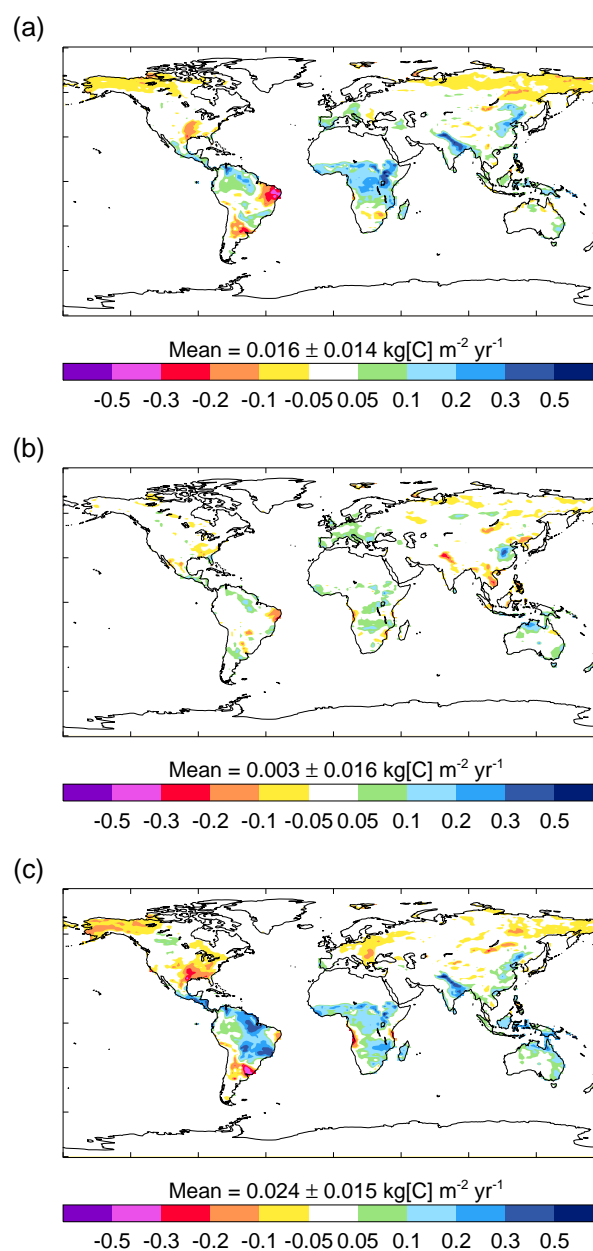 (a)
Mean = 0.016 ± 0.014 kg[C] m⁻² yr⁻¹
-0.5 -0.3 -0.2 -0.1 -0.05 0.05 0.1 0.2 0.3 0.5
(b)
Mean = 0.003 ± 0.016 kg[C] m⁻² yr⁻¹
-0.5 -0.3 -0.2 -0.1 -0.05 0.05 0.1 0.2 0.3 0.5
(c)
Mean = 0.024 ± 0.015 kg[C] m⁻² yr⁻¹
-0.5 -0.3 -0.2 -0.1 -0.05 0.05 0.1 0.2 0.3 0.5